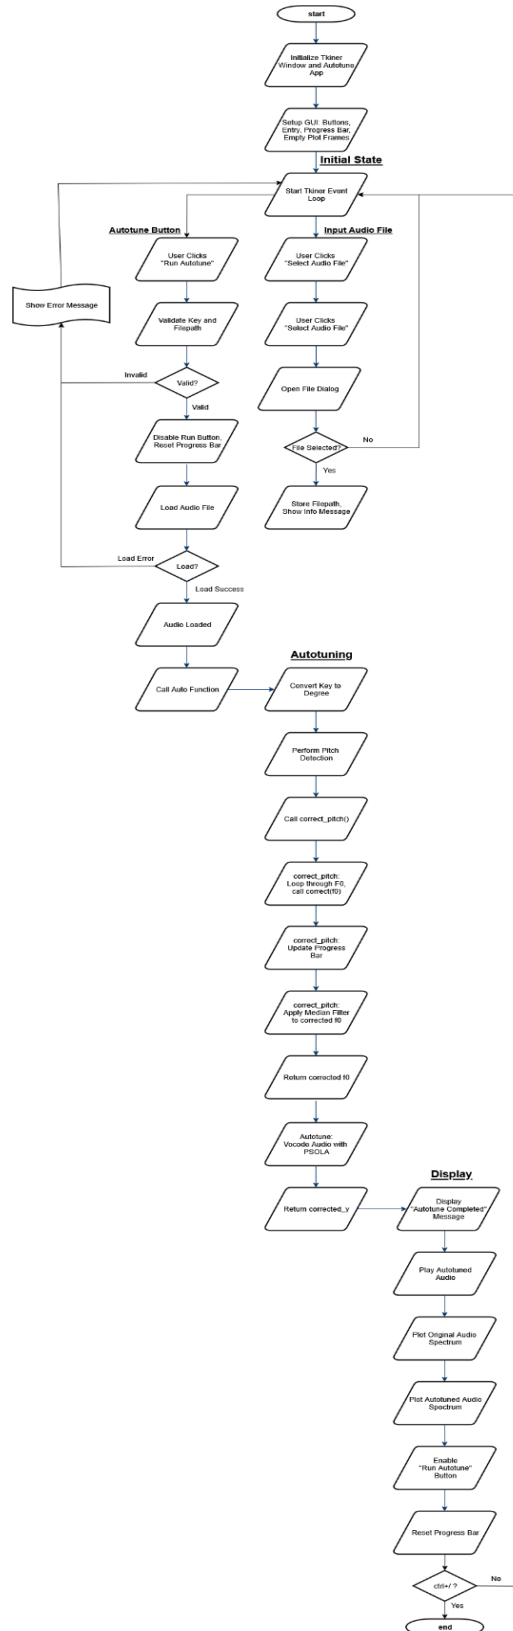 start
Initialize Tkiner
Window and Autotune
App
Setup GUI: Buttons,
Entry, Progress Bar,
Empty Plot Frames
Initial State
Start Tkiner Event
Loop
Autotune Button
Input Audio File
User Clicks
"Run Autotune"
User Clicks
"Select Audio File"
Show Error Message
Validate Key and
Filepath
User Clicks
"Select Audio File"
Invalid
Valid?
Open File Dialog
Valid
Disable Run Button,
Reset Progress Bar
File Selected?
No
Yes
Load Audio File
Store Filepath,
Show Info Message
Load Error
Load?
Load Success
Audio Loaded
Autotuning
Call Auto Function
Convert Key to
Degree
Perform Pitch
Detection
Call correct_pitch()
correct_pitch:
Loop through F0,
call correct(f0)
correct_pitch:
Update Progress
Bar
correct_pitch:
Apply Median Filler
to corrected f0
Return corrected f0
Autotune:
Vocode Audio with
PSOLA
Display
Return corrected_y
Display
"Autotune Completed"
Message
Play Autotuned
Audio
Plot Original Audio
Spectrum
Plot Autotuned Audio
Spectrum
Enable
"Run Autotune"
Button
Reset Progress Bar
ctrl+/ ?
No
Yes
end